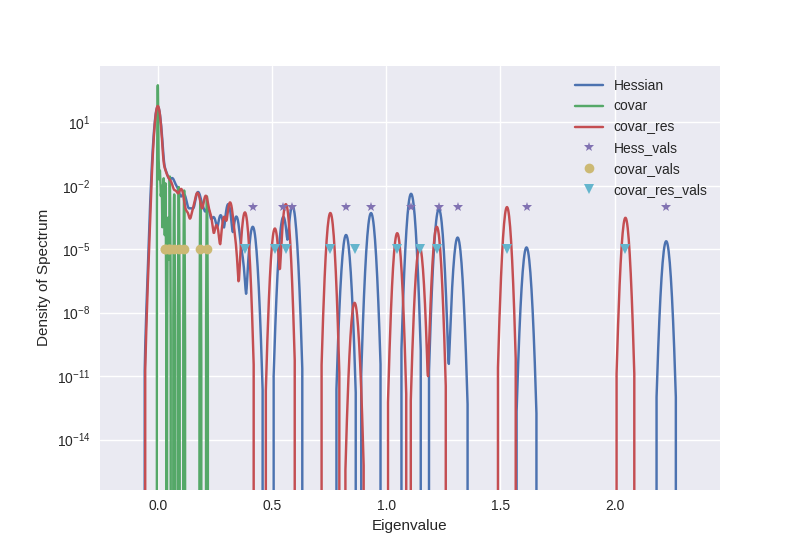 Hessian
covar
covar_res
Hess_vals
covar_vals
covar_res_vals
10^1
10^−2
10^−5
10^−8
10^−11
10^−14
Density of Spectrum
0.0 0.5 1.0 1.5 2.0
Eigenvalue